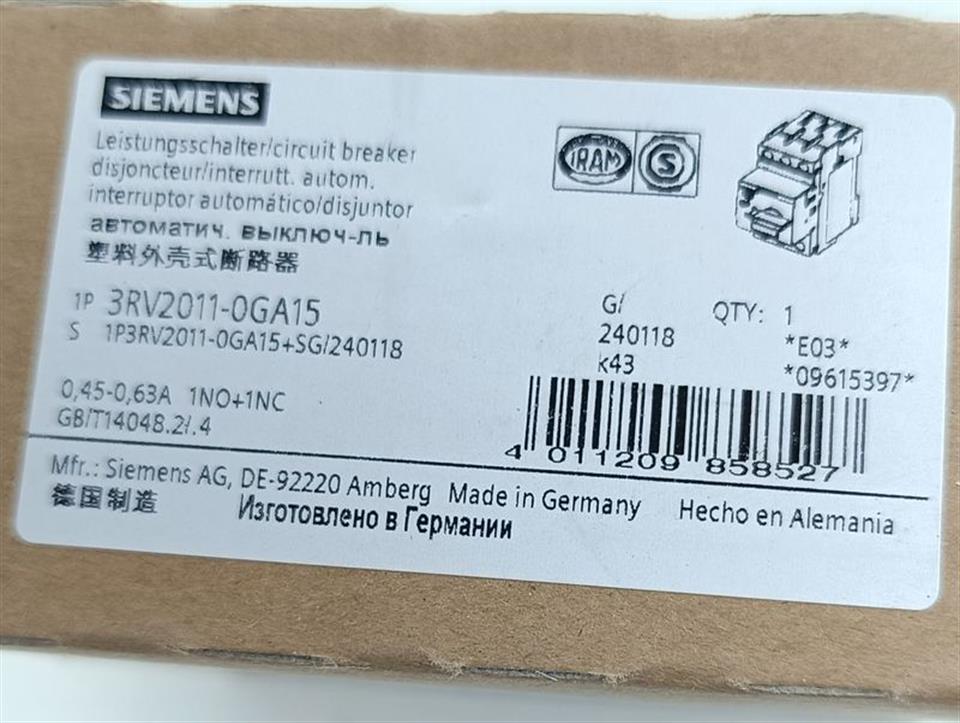 SIEMENS
Leistungsschalter/circuit breaker
disjoncteur/interrutt. autom.
interruptor automático/disjuntor
автоматич. выключ-ль
塑料外壳式断路器
IRAM S
1P 3RV2011-0GA15
S 1P3RV2011-0GA15+SG/240118
G/
240118
k43
QTY: 1
*E03*
*09615397*
0,45-0,63A 1NO+1NC
GB/T14048.2/.4
4 011209 858527
Mfr.: Siemens AG, DE-92220 Amberg Made in Germany Hecho en Alemania
德国制造 Изготовлено в Германии